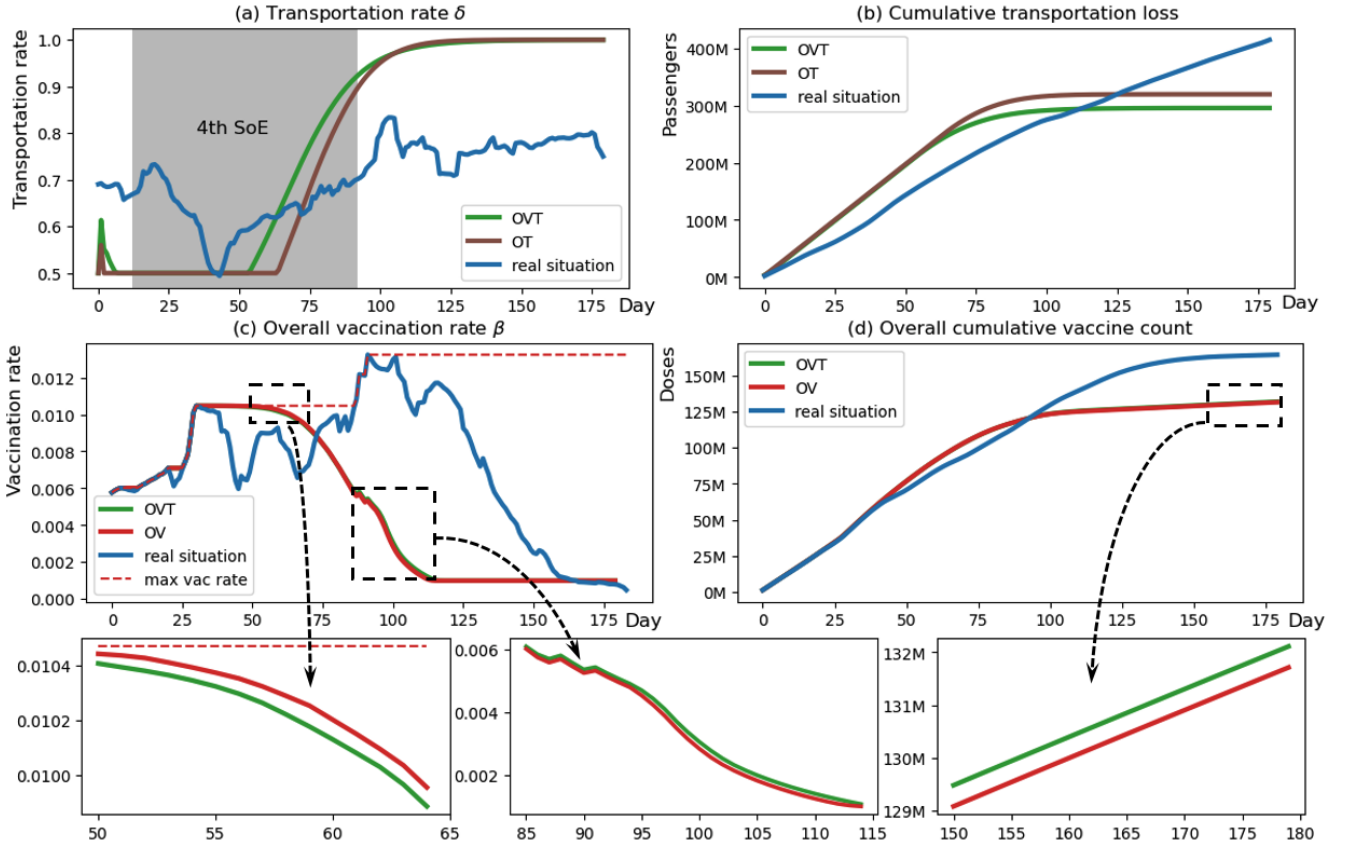 (a) Transportation rate δ
Transportation rate
1.0
0.9
0.8
0.7
0.6
0.5
4th SoE
OVT
OT
real situation
0 25 50 75 100 125 150 175 Day
(b) Cumulative transportation loss
Passengers
400M
300M
200M
100M
0M
OVT
OT
real situation
0 25 50 75 100 125 150 175 Day
(c) Overall vaccination rate β
Vaccination rate
0.012
0.010
0.008
0.006
0.004
0.002
0.000
OVT
OV
real situation
max vac rate
0 25 50 75 100 125 150 175 Day
(d) Overall cumulative vaccine count
Doses
150M
125M
100M
75M
50M
25M
0M
OVT
OV
real situation
0 25 50 75 100 125 150 175 Day
0.0104
0.0102
0.0100
50 55 60 65
0.006
0.004
0.002
85 90 95 100 105 110 115
132M
131M
130M
129M
150 155 160 165 170 175 180